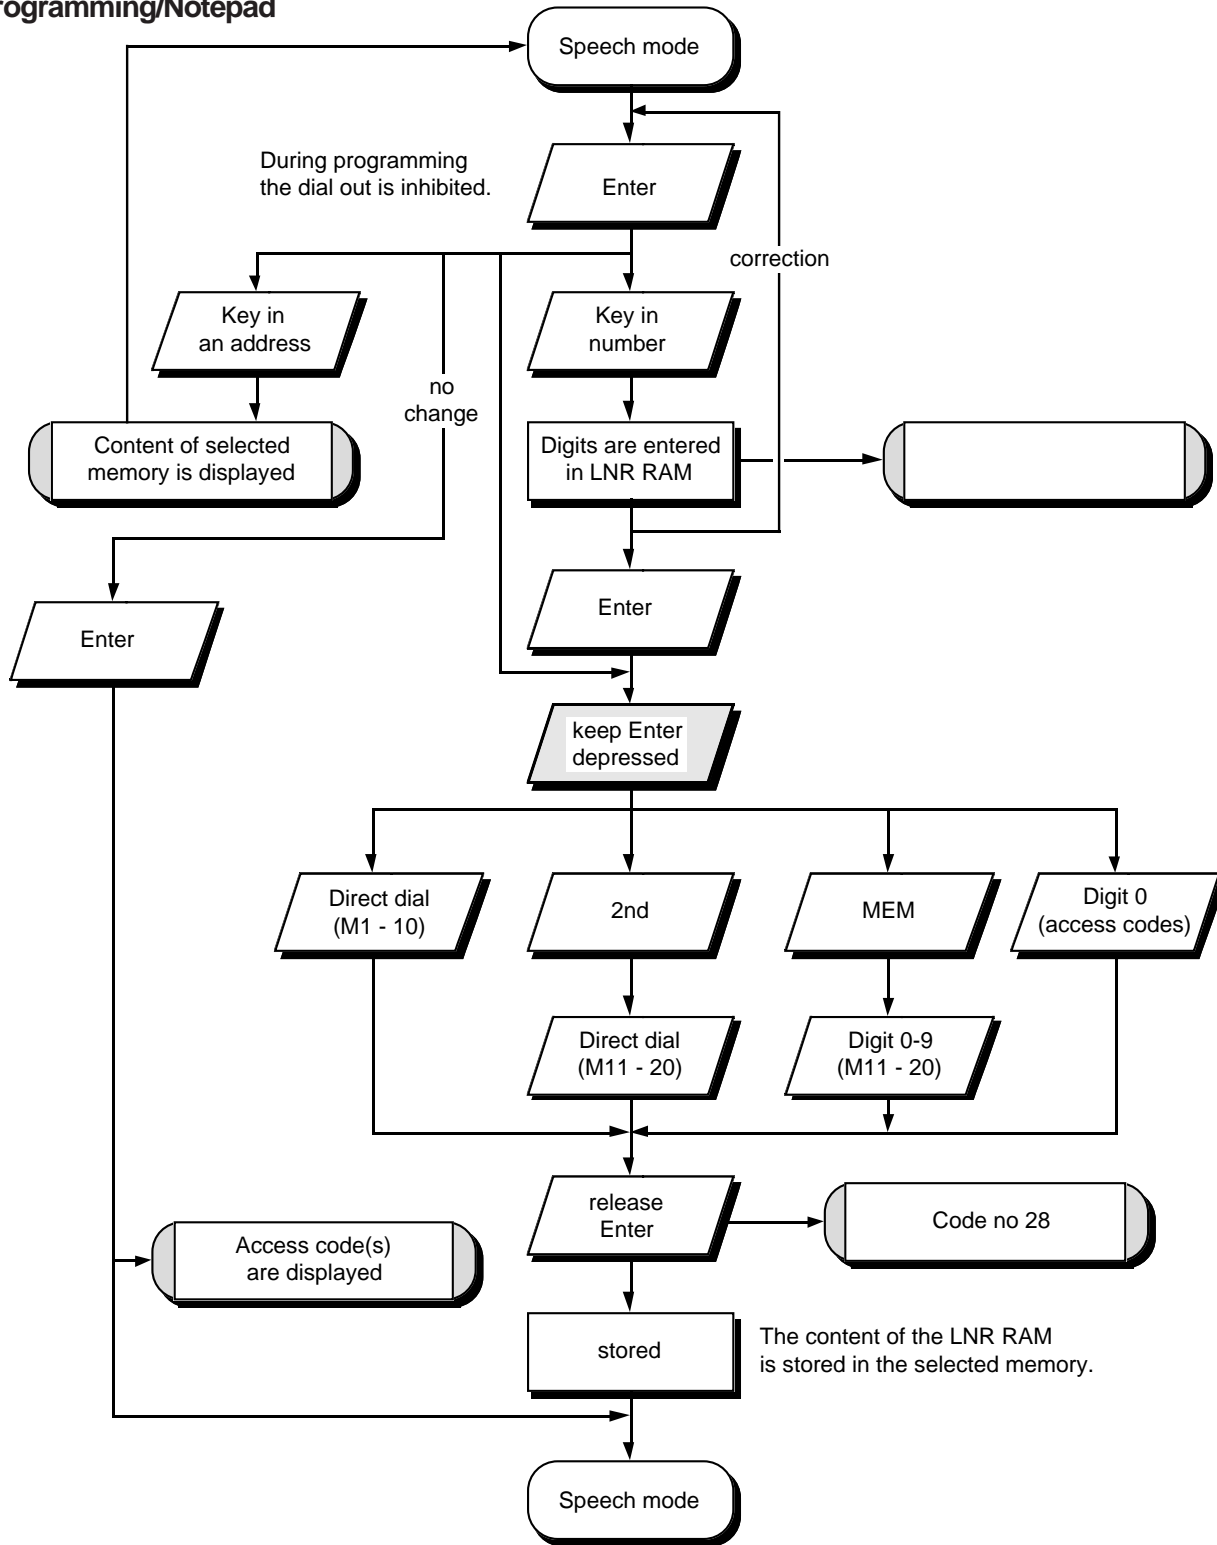 rogramming/Notepad
Speech mode
During programming
the dial out is inhibited.
Enter
correction
Key in
an address
Key in
number
no
change
Content of selected
memory is displayed
Digits are entered
in LNR RAM
Enter
Enter
keep Enter
depressed
Direct dial
(M1 - 10)
2nd
MEM
Digit 0
(access codes)
Direct dial
(M11 - 20)
Digit 0-9
(M11 - 20)
release
Enter
Code no 28
Access code(s)
are displayed
stored
The content of the LNR RAM
is stored in the selected memory.
Speech mode